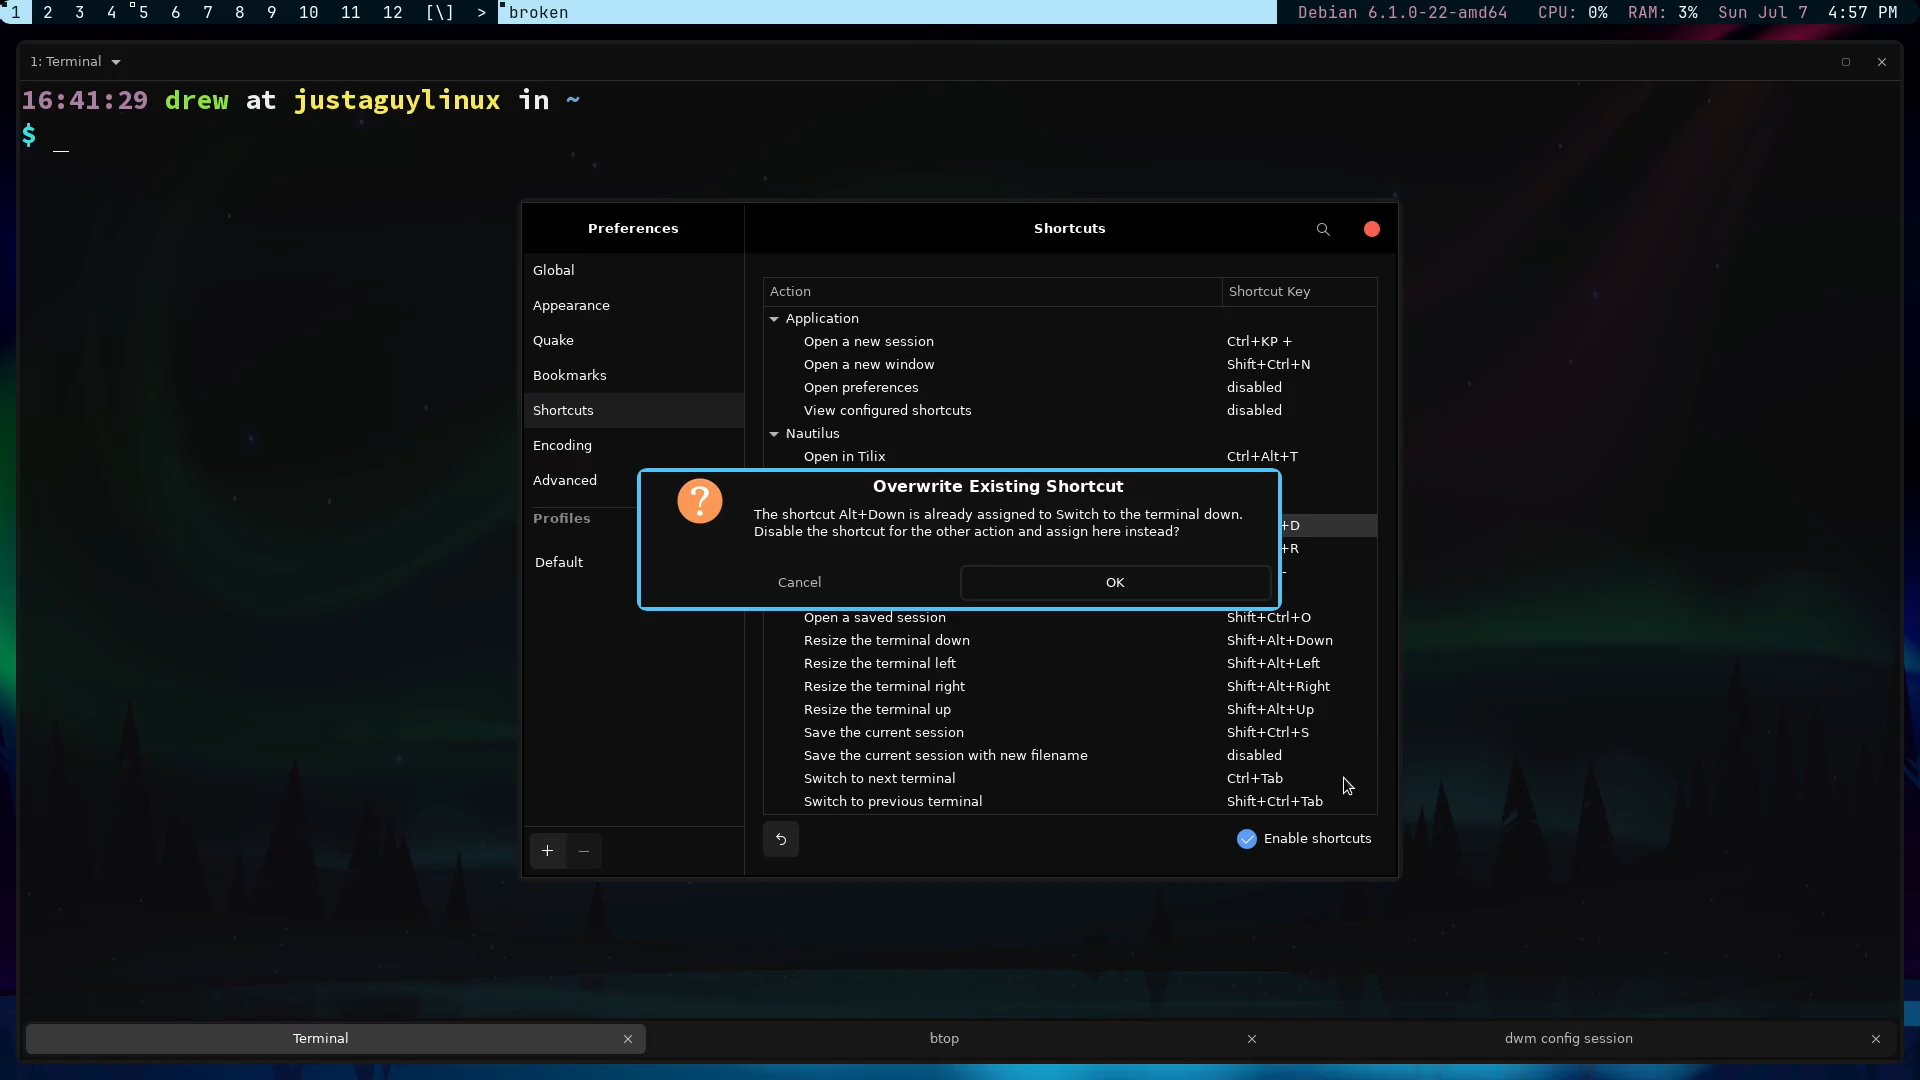 1 2 3 4 5 6 7 8 9 10 11 12 [\] > broken Debian 6.1.0-22-amd64 CPU: 0% RAM: 3% Sun Jul 7 4:57 PM
1: Terminal
16:41:29 drew at justaguylinux in ~
$ _
Preferences
Shortcuts
Global
Appearance
Quake
Bookmarks
Shortcuts
Encoding
Advanced
Profiles
Default
Action Shortcut Key
Application
Open a new session Ctrl+KP +
Open a new window Shift+Ctrl+N
Open preferences disabled
View configured shortcuts disabled
Nautilus
Open in Tilix Ctrl+Alt+T
Overwrite Existing Shortcut
The shortcut Alt+Down is already assigned to Switch to the terminal down.
Disable the shortcut for the other action and assign here instead?
Cancel OK
+D
+R
Open a saved session Shift+Ctrl+O
Resize the terminal down Shift+Alt+Down
Resize the terminal left Shift+Alt+Left
Resize the terminal right Shift+Alt+Right
Resize the terminal up Shift+Alt+Up
Save the current session Shift+Ctrl+S
Save the current session with new filename disabled
Switch to next terminal Ctrl+Tab
Switch to previous terminal Shift+Ctrl+Tab
Enable shortcuts
Terminal btop dwm config session